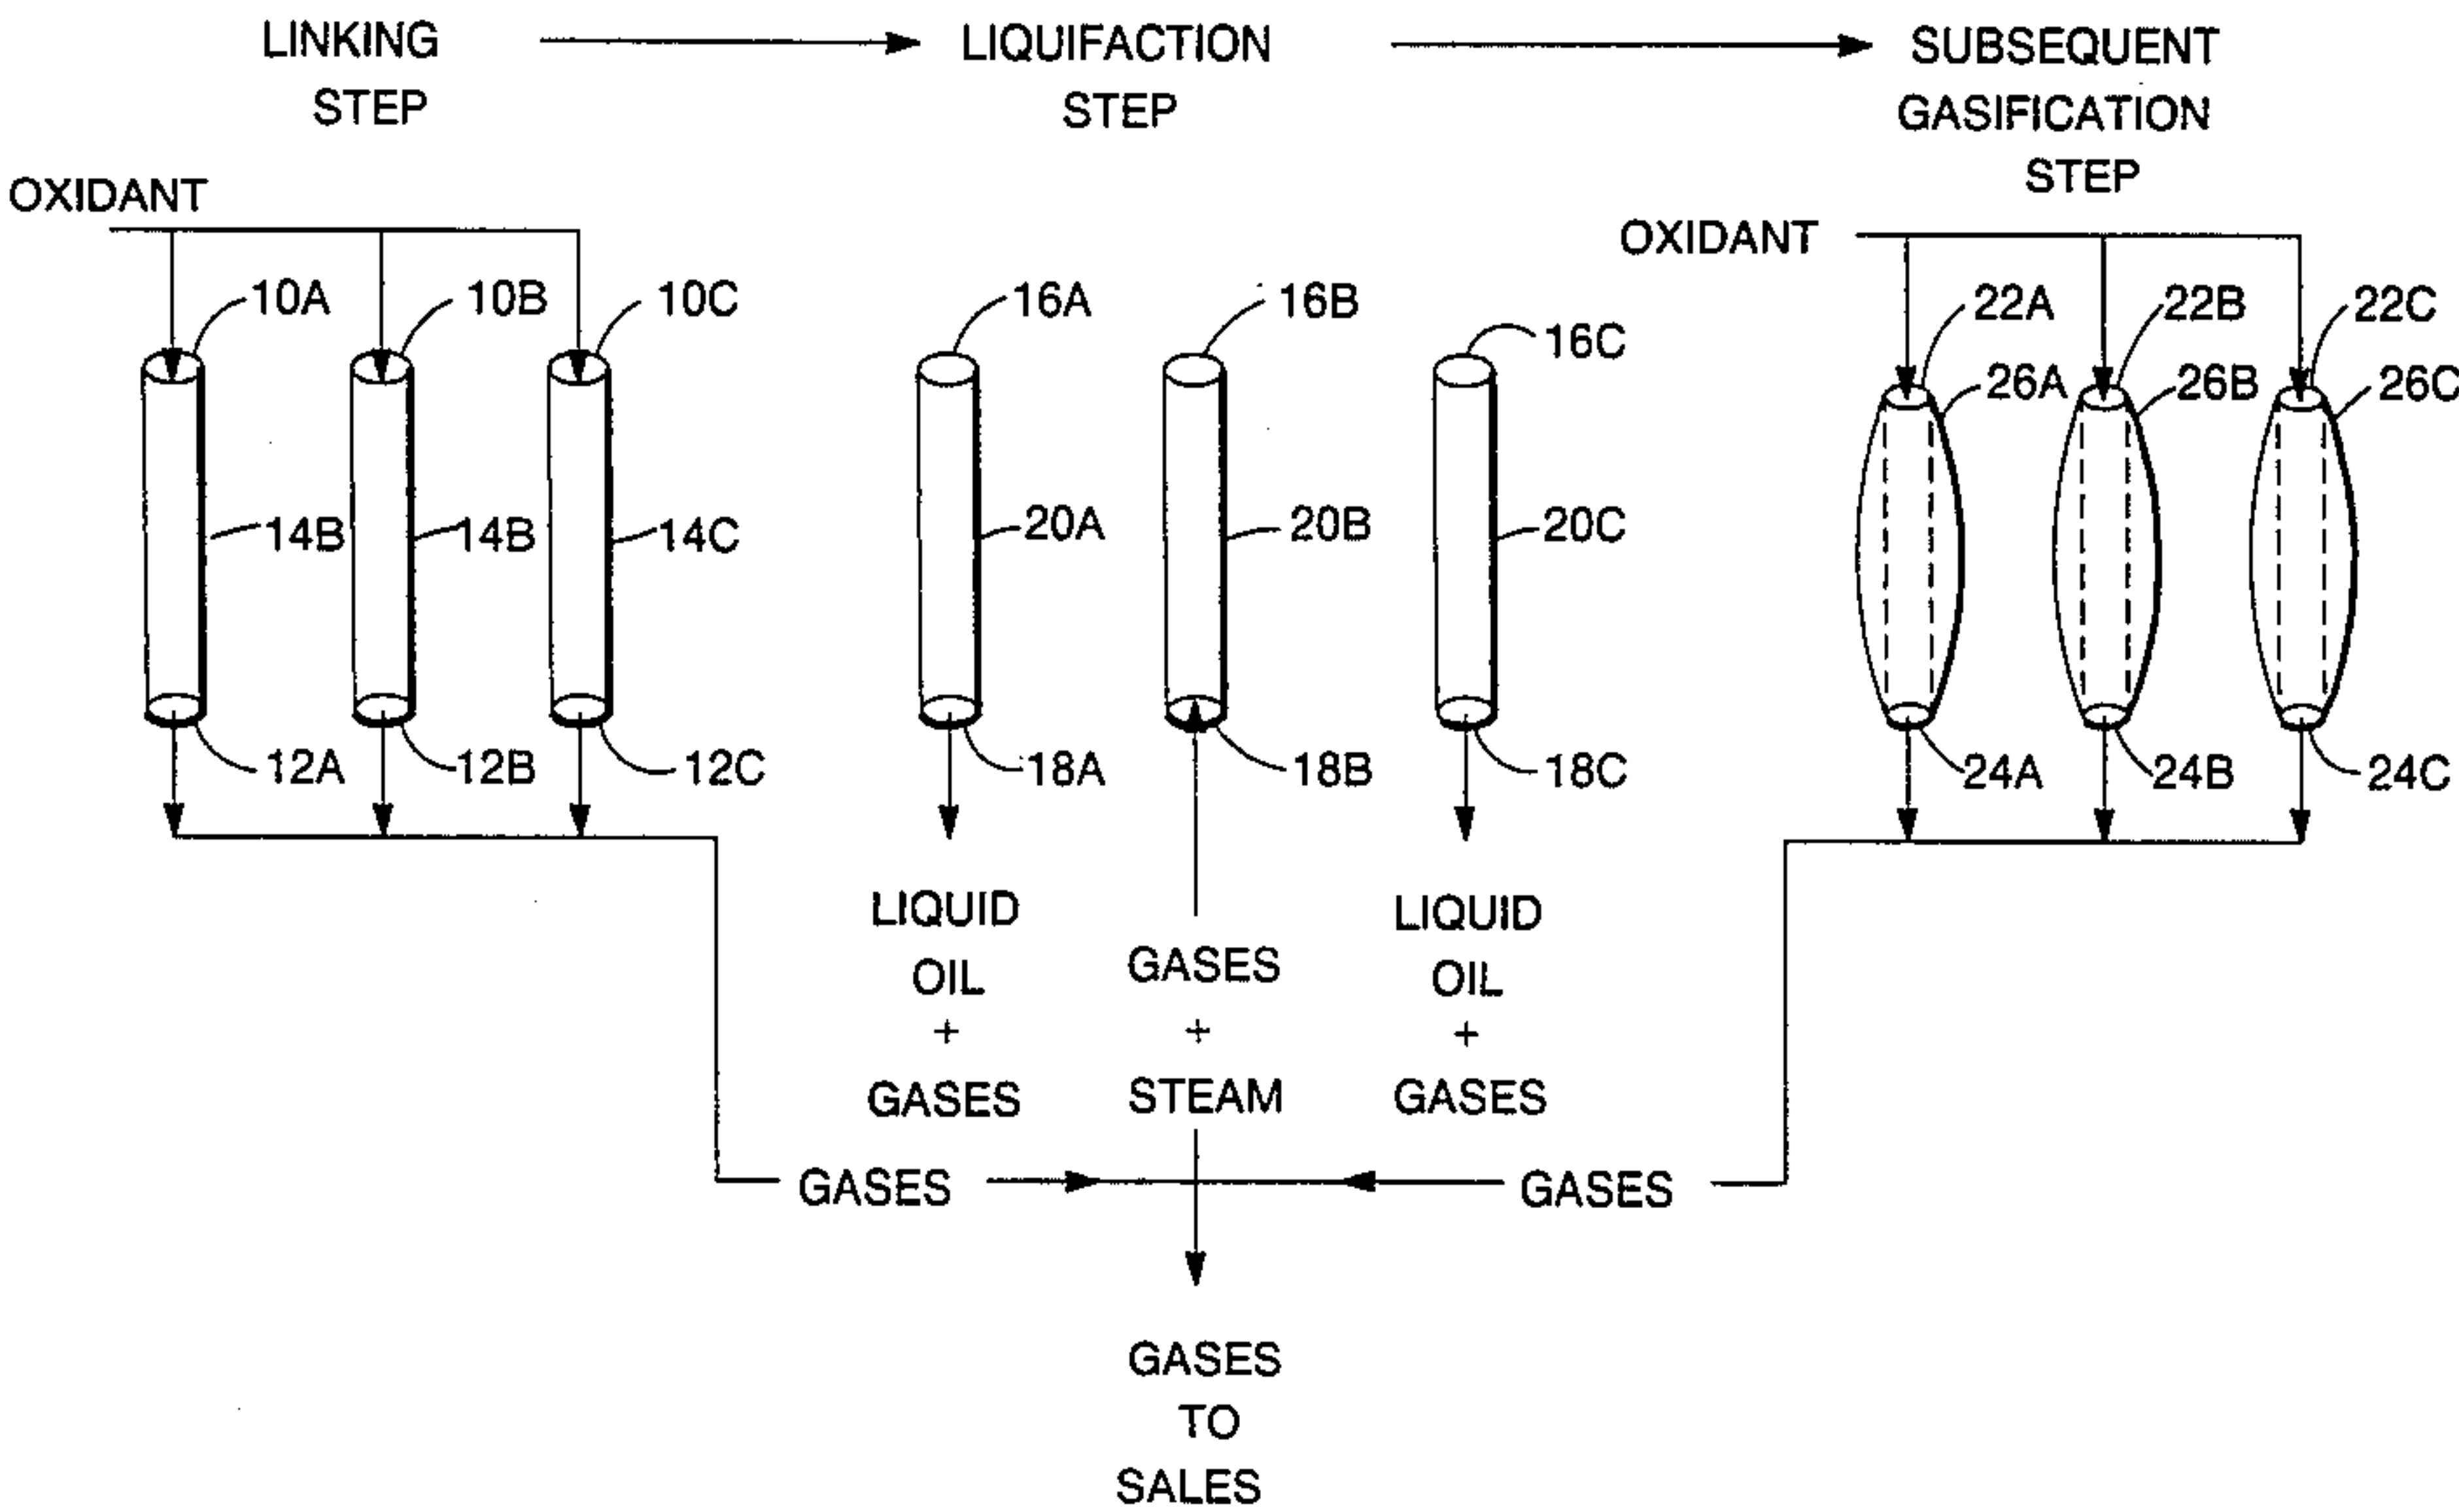 LINKING
STEP
LIQUIFACTION
STEP
SUBSEQUENT
GASIFICATION
STEP
OXIDANT
OXIDANT
10A
10B
10C
16A
16B
16C
22A
22B
22C
26A
26B
26C
14B
14B
14C
20A
20B
20C
12A
12B
12C
18A
18B
18C
24A
24B
24C
LIQUID
OIL
+
GASES
GASES
+
STEAM
LIQUID
OIL
+
GASES
GASES
GASES
GASES
TO
SALES